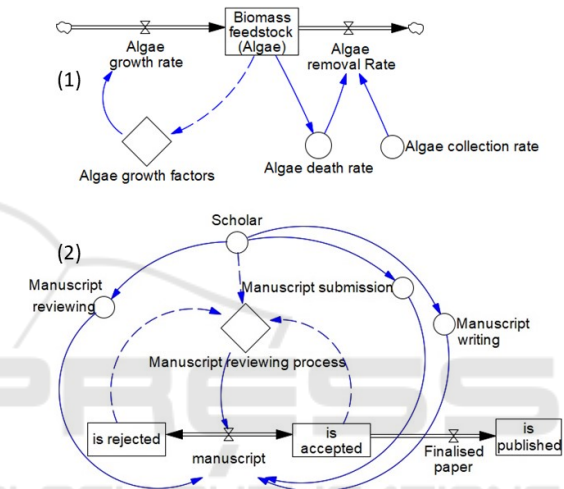 Biomass
feedstock
(Algae)
Algae
growth rate
Algae
removal Rate
(1)
Algae growth factors
Algae death rate
Algae collection rate
Scholar
(2)
Manuscript
reviewing
Manuscript submission
Manuscript
writing
Manuscript reviewing process
is rejected
manuscript
is
accepted
Finalised
paper
is
published
PRESS